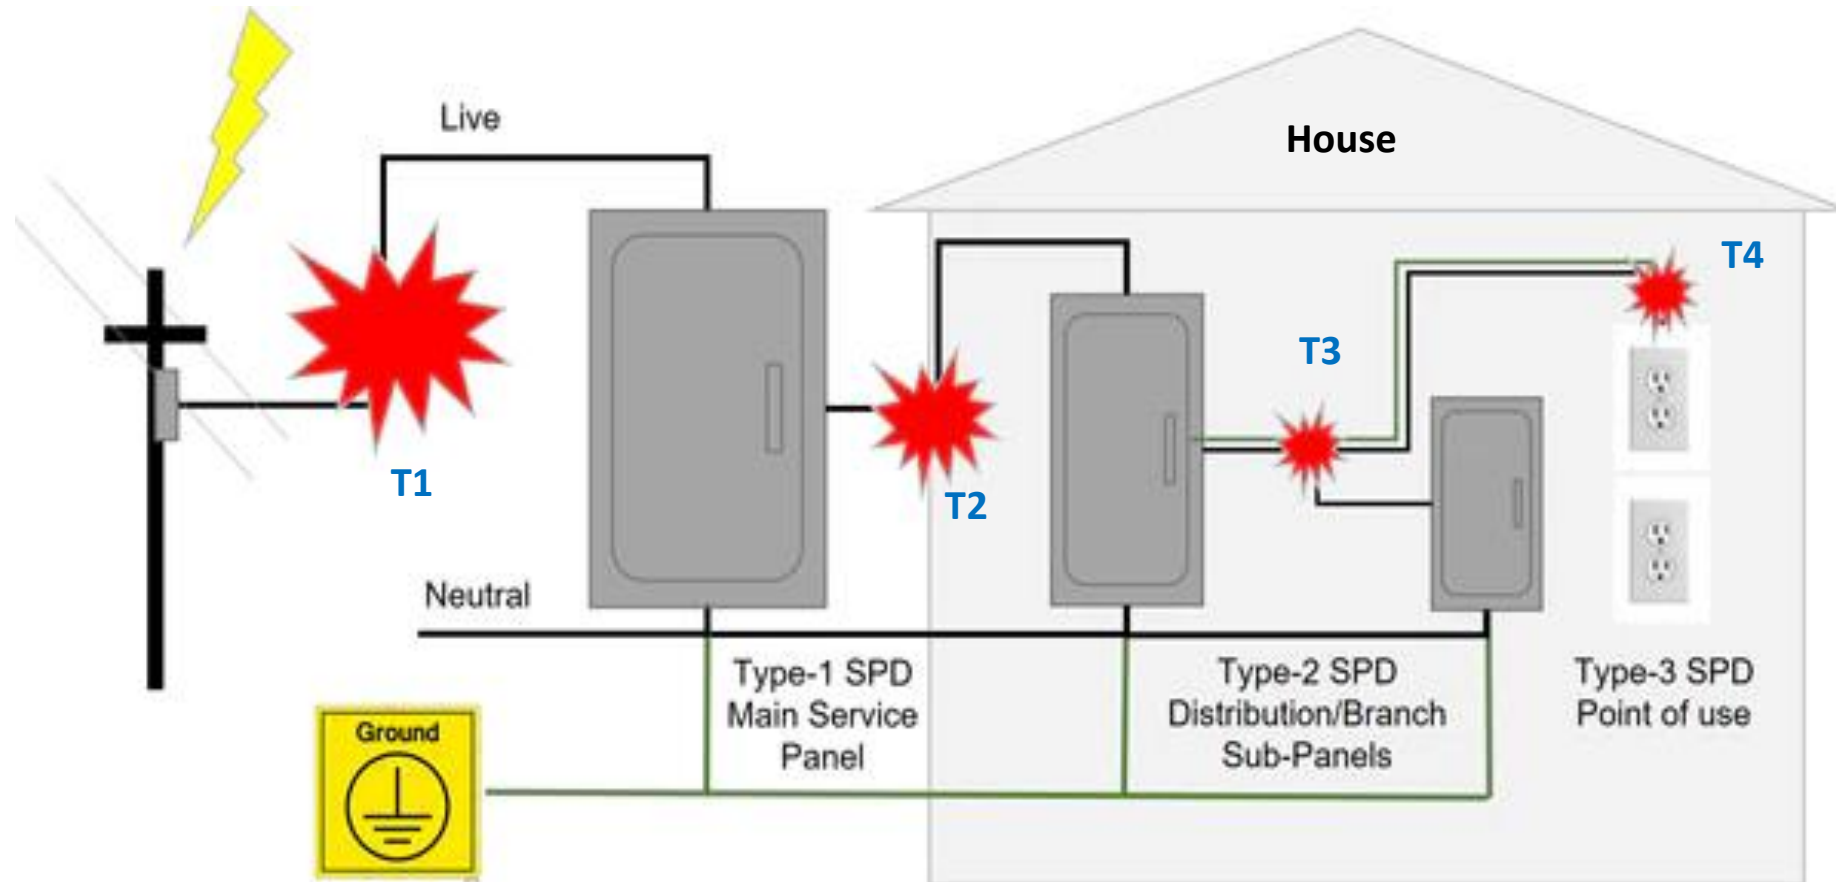 Live
House
T4
T3
T1
T2
Neutral
Type-1 SPD
Main Service
Panel
Type-2 SPD
Distribution/Branch
Sub-Panels
Type-3 SPD
Point of use
Ground